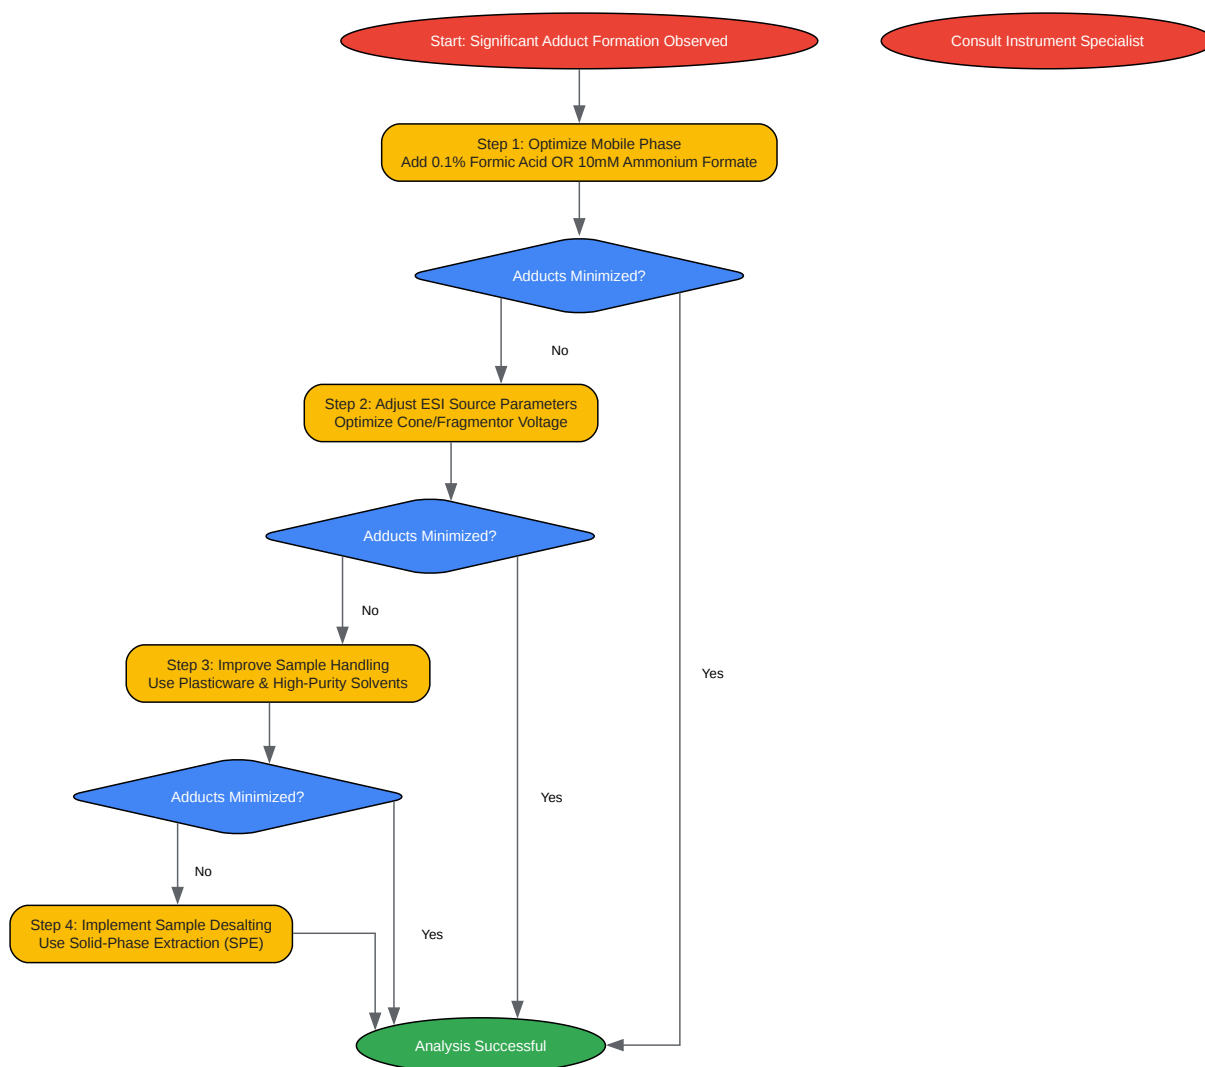 Start: Significant Adduct Formation Observed
Consult Instrument Specialist
Step 1: Optimize Mobile Phase
Add 0.1% Formic Acid OR 10mM Ammonium Formate
Adducts Minimized?
No
Step 2: Adjust ESI Source Parameters
Optimize Cone/Fragmentor Voltage
Adducts Minimized?
No
Step 3: Improve Sample Handling
Use Plasticware & High-Purity Solvents
Yes
Adducts Minimized?
Yes
No
Step 4: Implement Sample Desalting
Use Solid-Phase Extraction (SPE)
Yes
Analysis Successful